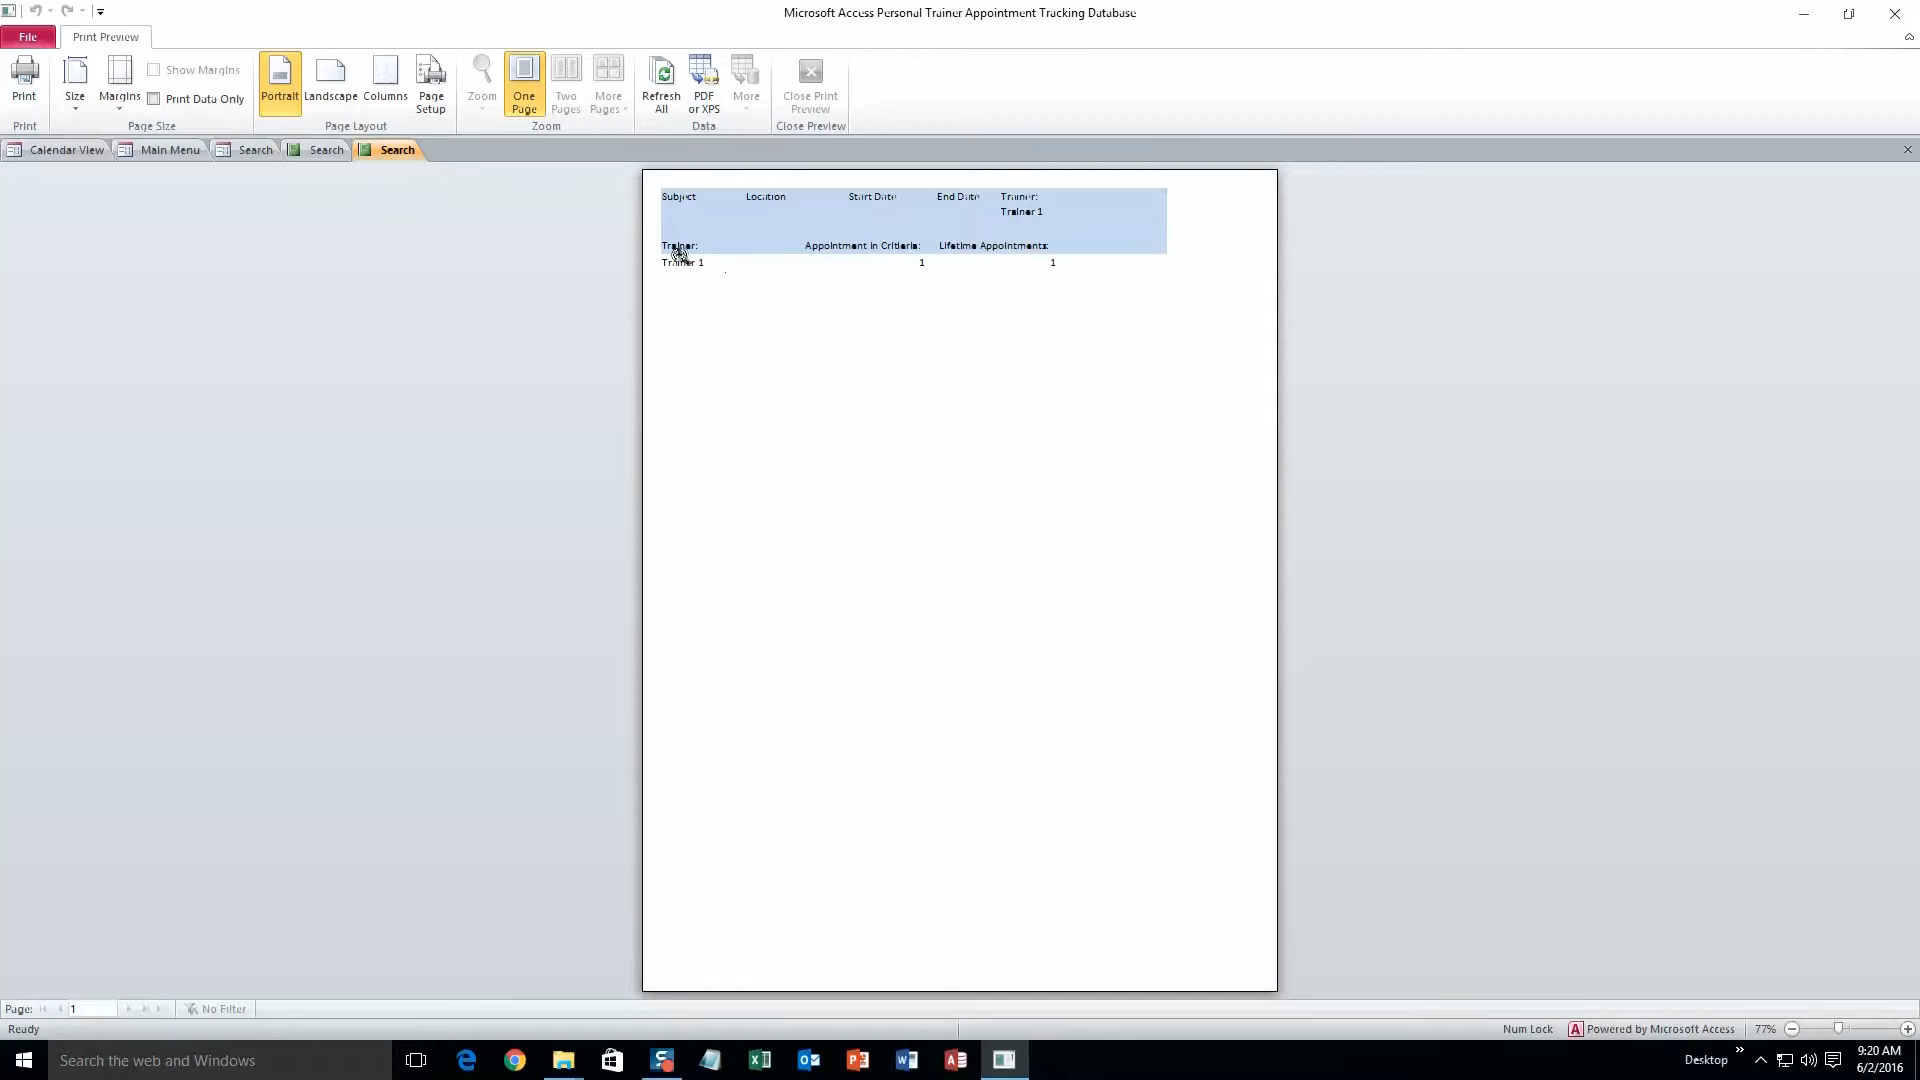 Microsoft Access Personal Trainer Appointment Tracking Database
File
Print Preview
Print
Size
Margins
Show Margins
Print Data Only
Portrait
Landscape
Columns
Page Setup
Zoom
One Page
Two Pages
More Pages
Refresh All
PDF or XPS
More
Close Print Preview
Print
Page Size
Page Layout
Zoom
Data
Close Preview
Calendar View
Main Menu
Search
Search
Search
Subject Location Start Date End Date Trainer:
Trainer 1
Trainer: Appointment In Critieria: Lifetime Appointments:
Trainer 1 1 1
Page: 1 No Filter
Ready
Num Lock
Powered by Microsoft Access
77%
Search the web and Windows
Desktop
9:20 AM
6/2/2016